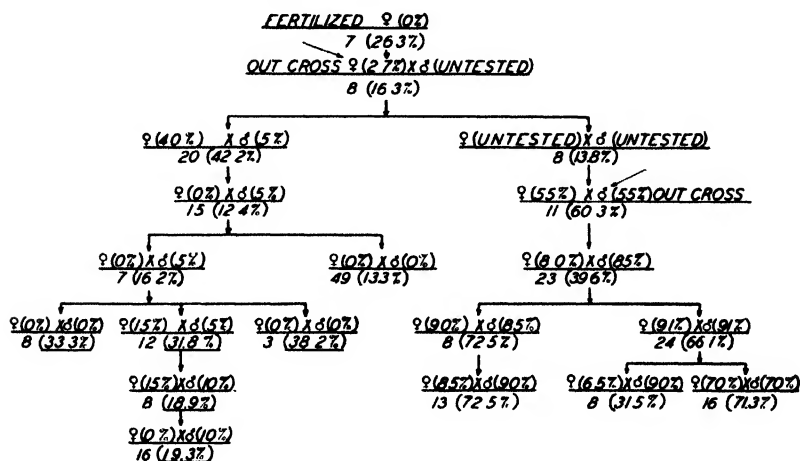 FERTILIZED ♀(0%)
7 (26.3%)
OUT CROSS ♀(2.7%)X♂(UNTESTED)
8 (16.3%)
♀(40%) X♂(5%) ♀(UNTESTED)X♂(UNTESTED)
20 (42.2%) 8 (13.8%)
♀(0%)X♂(5%) ♀(55%) X♂(55%)OUT CROSS
15 (12.4%) 11 (60.3%)
♀(0%)X♂(5%) ♀(0%)X♂(0%) ♀(80%)X♂(85%)
7 (16.2%) 49 (13.3%) 23 (39.6%)
♀(0%)X♂(0%) ♀(15%) X♂(5%) ♀(0%)X♂(0%) ♀(90%)X♂(85%) ♀(91%)X♂(91%)
8 (33.3%) 12 (31.8%) 3 (38.2%) 8 (72.5%) 24 (66.1%)
♀(15%)X♂(10%) ♀(85%)X♂(90%) ♀(65%)X♂(90%) ♀(70%)X♂(70%)
8 (18.9%) 13 (72.5%) 8 (31.5%) 16 (71.3%)
♀(0%)X♂(10%)
16 (19.3%)